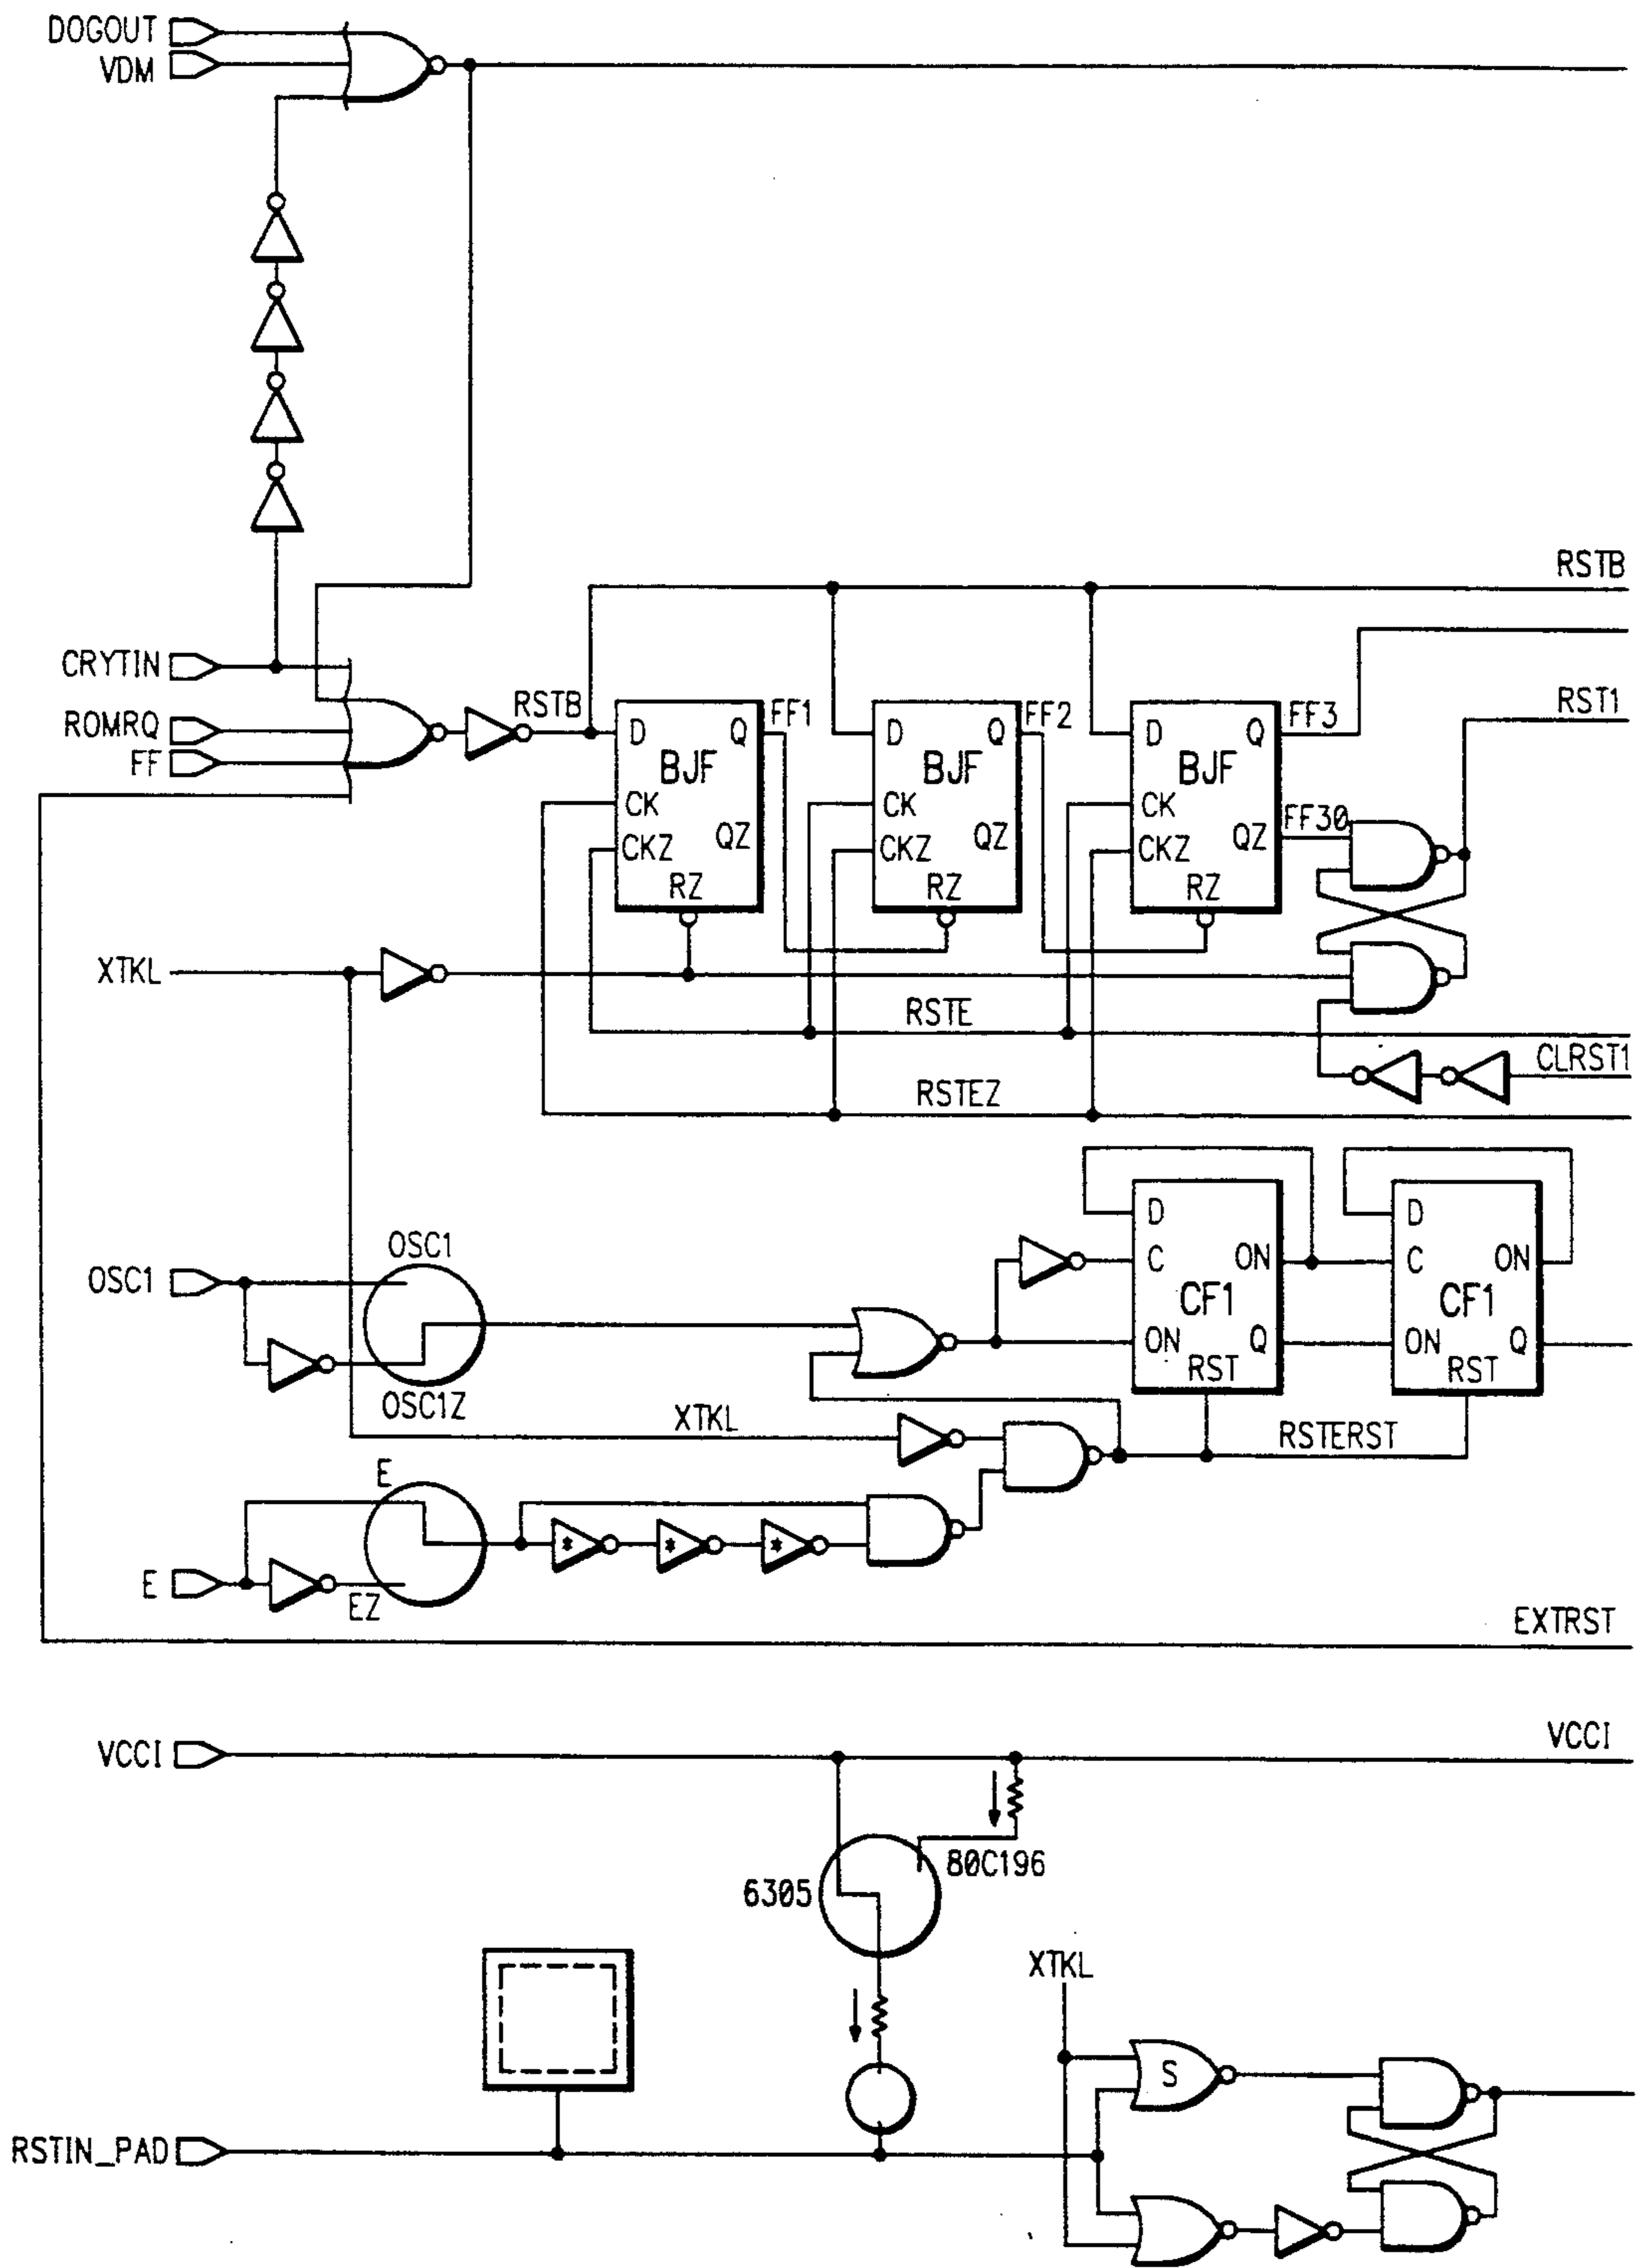 DOGOUT
VDM
RSTB
CRYTIN
ROMRQ
FF
RSTB
D Q
BJF
CK
CKZ QZ
RZ
FF1
D Q
BJF
CK
CKZ QZ
RZ
FF2
D Q
BJF
CK
CKZ QZ
RZ
FF3
RST1
FF30
XTKL
RSTE
CLRST1
RSTEZ
OSC1
OSC1
OSC1Z
D
C ON
CF1
ON Q
RST
D
C ON
CF1
ON Q
RST
XTKL
RSTERST
E
* * *
E
EZ
EXTRST
VCCI
VCCI
80C196
6305
XTKL
S
RSTIN_PAD